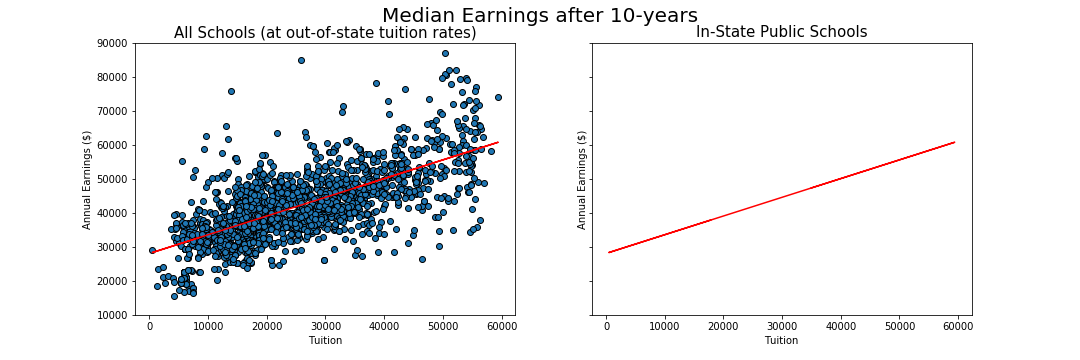 Median Earnings after 10-years
All Schools (at out-of-state tuition rates)
90000
80000
70000
60000
50000
40000
30000
20000
10000
Annual Earnings ($)
0 10000 20000 30000 40000 50000 60000
Tuition
In-State Public Schools
Annual Earnings ($)
0 10000 20000 30000 40000 50000 60000
Tuition